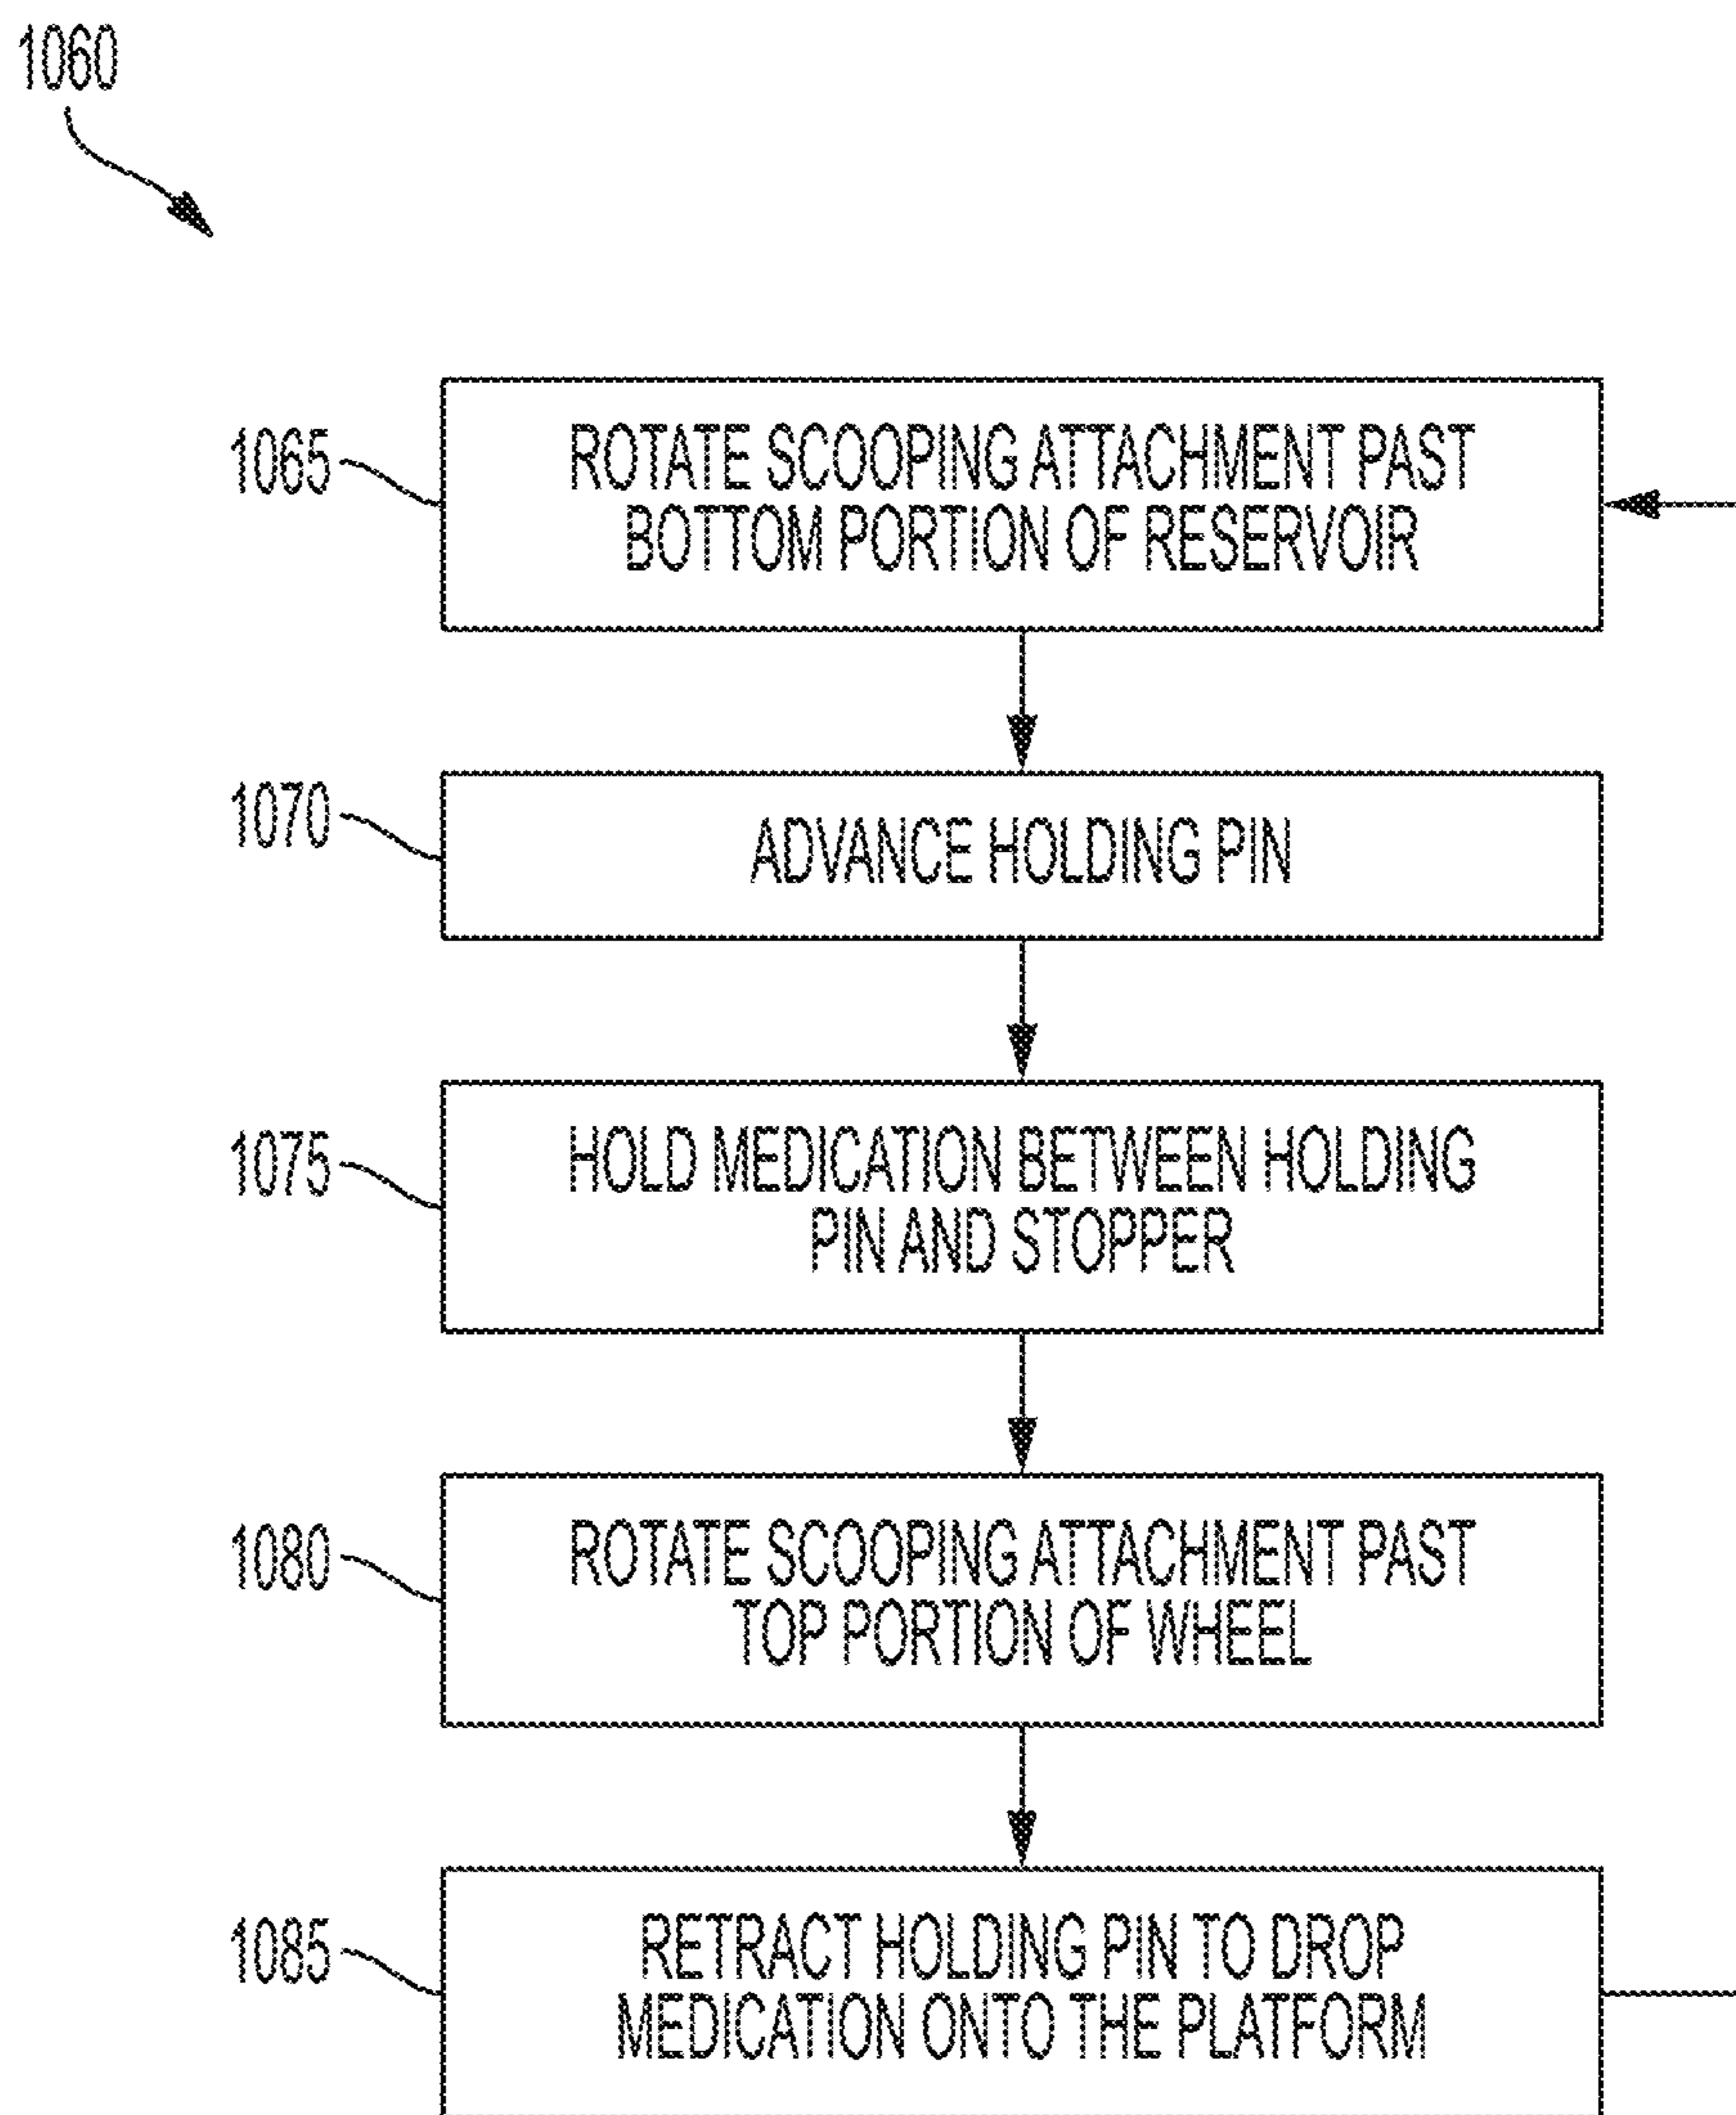 1060
1065
ROTATE SCOOPING ATTACHMENT PAST
BOTTOM PORTION OF RESERVOIR
1070
ADVANCE HOLDING PIN
1075
HOLD MEDICATION BETWEEN HOLDING
PIN AND STOPPER
1080
ROTATE SCOOPING ATTACHMENT PAST
TOP PORTION OF WHEEL
1085
RETRACT HOLDING PIN TO DROP
MEDICATION ONTO THE PLATFORM